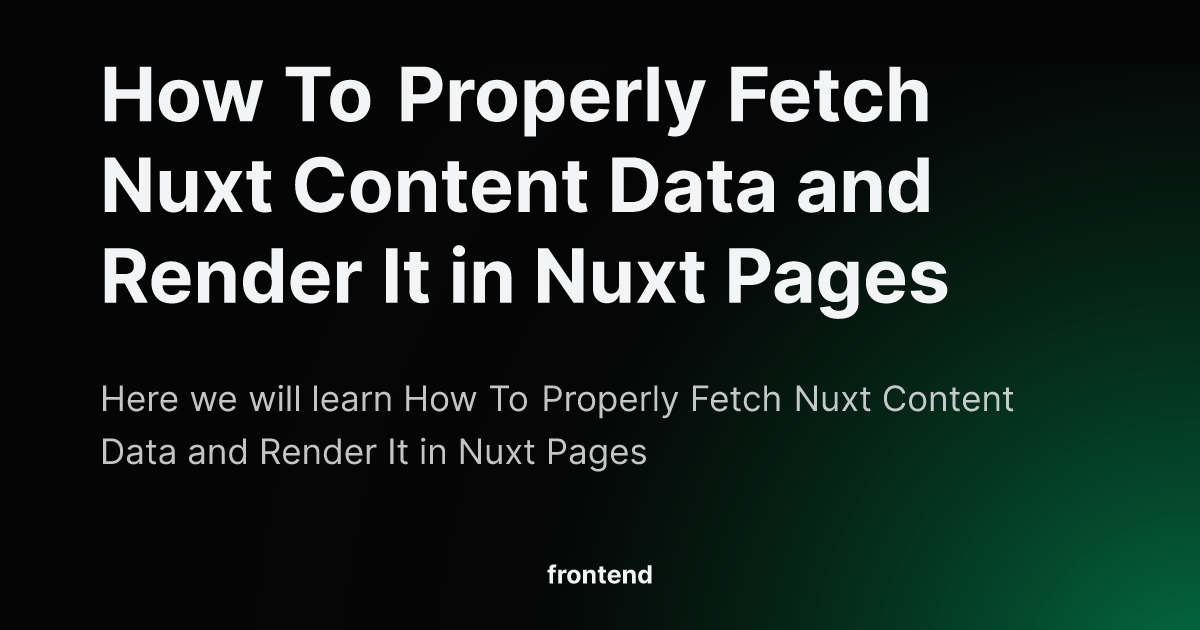 How To Properly Fetch
Nuxt Content Data and
Render It in Nuxt Pages
Here we will learn How To Properly Fetch Nuxt Content
Data and Render It in Nuxt Pages
frontend